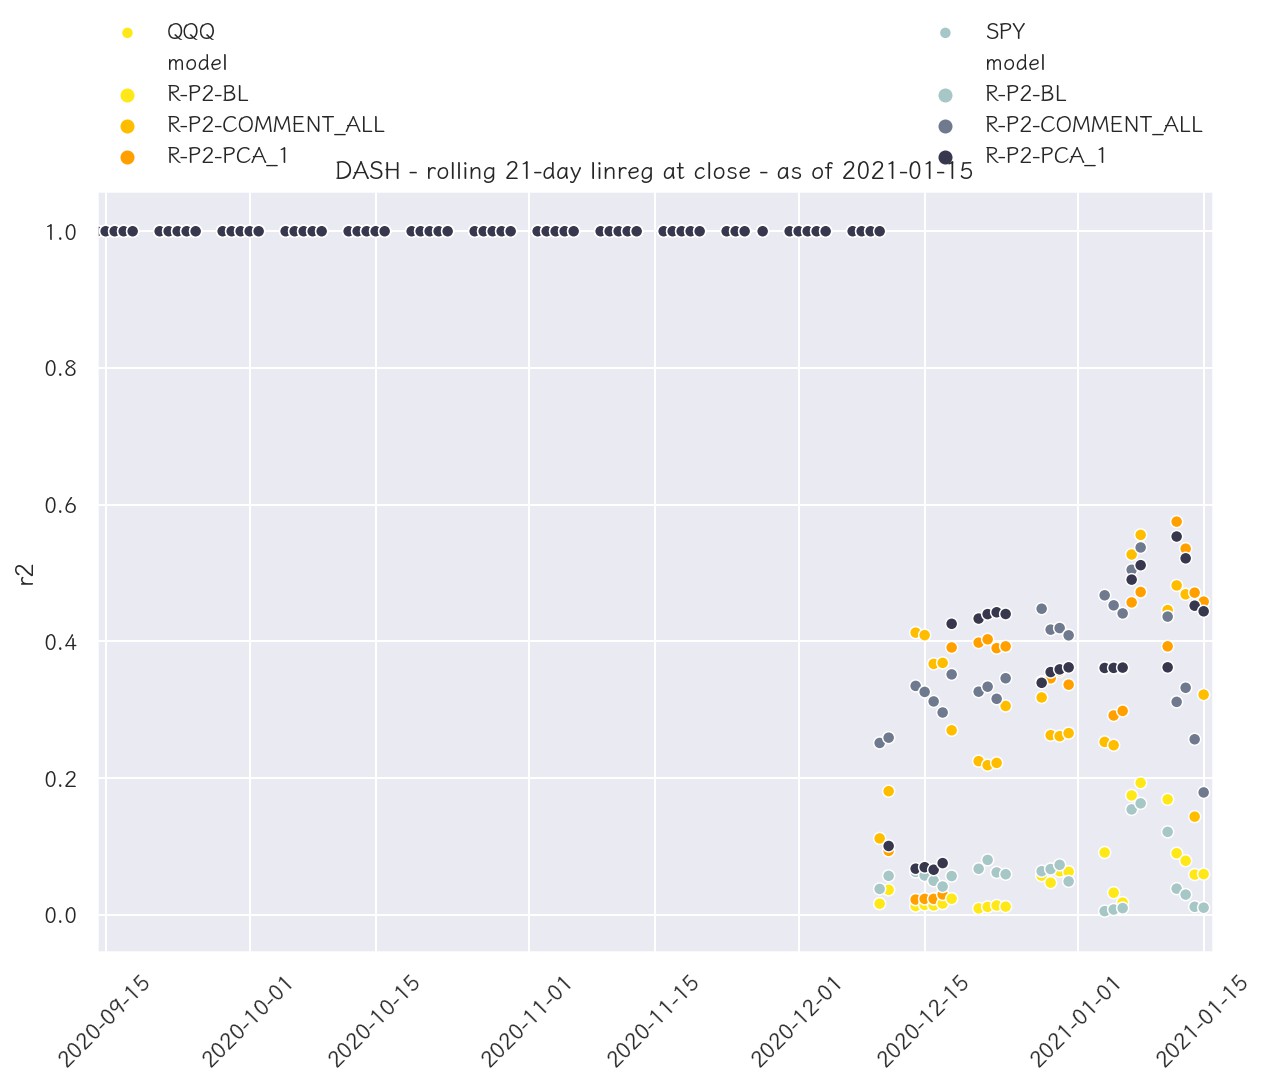 QQQ
model
R-P2-BL
R-P2-COMMENT_ALL
R-P2-PCA_1
SPY
model
R-P2-BL
R-P2-COMMENT_ALL
R-P2-PCA_1
DASH - rolling 21-day linreg at close - as of 2021-01-15
1.0
0.8
0.6
0.4
0.2
0.0
r2
2020-09-15
2020-10-01
2020-10-15
2020-11-01
2020-11-15
2020-12-01
2020-12-15
2021-01-01
2021-01-15